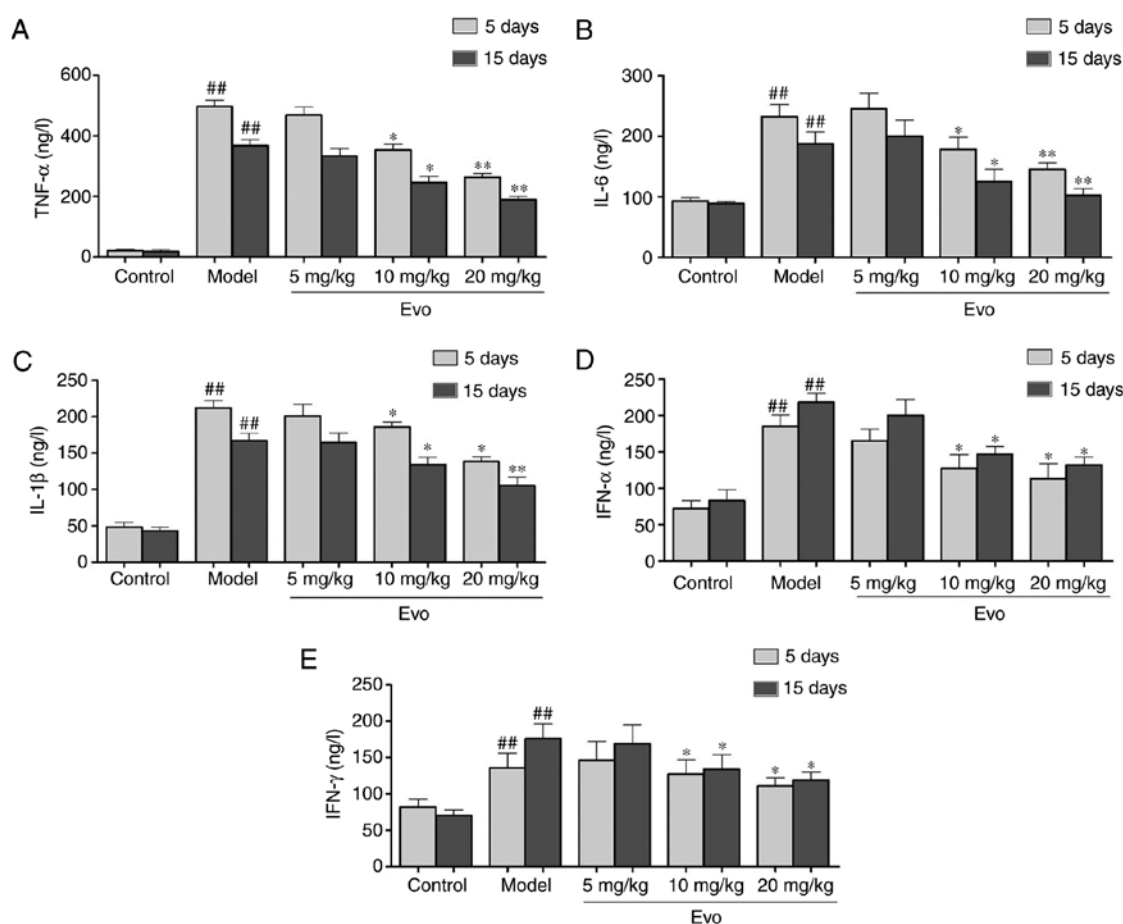 A
5 days
15 days
TNF-α (ng/l)
600
400
200
0
##
##
*
*
**
**
Control Model 5 mg/kg 10 mg/kg 20 mg/kg
Evo
B
5 days
15 days
IL-6 (ng/l)
300
200
100
0
##
##
*
*
**
**
Control Model 5 mg/kg 10 mg/kg 20 mg/kg
Evo
C
5 days
15 days
IL-1β (ng/l)
250
200
150
100
50
0
##
##
*
*
*
**
Control Model 5 mg/kg 10 mg/kg 20 mg/kg
Evo
D
5 days
15 days
IFN-α (ng/l)
250
200
150
100
50
0
##
##
*
*
*
*
Control Model 5 mg/kg 10 mg/kg 20 mg/kg
Evo
E
5 days
15 days
IFN-γ (ng/l)
250
200
150
100
50
0
##
##
*
*
*
*
Control Model 5 mg/kg 10 mg/kg 20 mg/kg
Evo